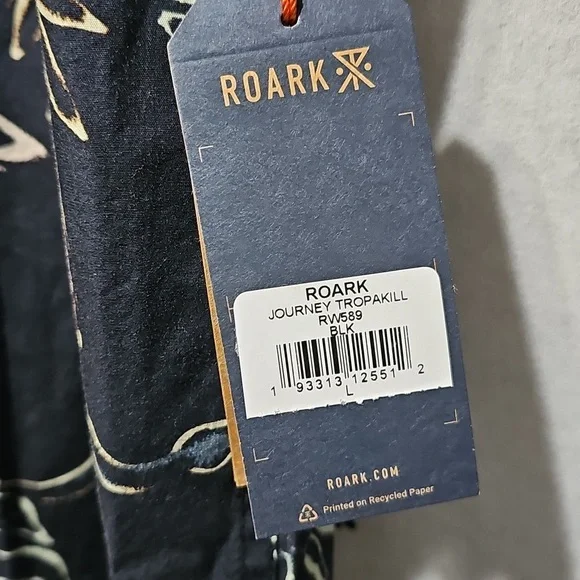 ROARK
ROARK
JOURNEY TROPAKILL
RW589
BLK
1 93313 12551 2
L
ROARK.COM
Printed on Recycled Paper